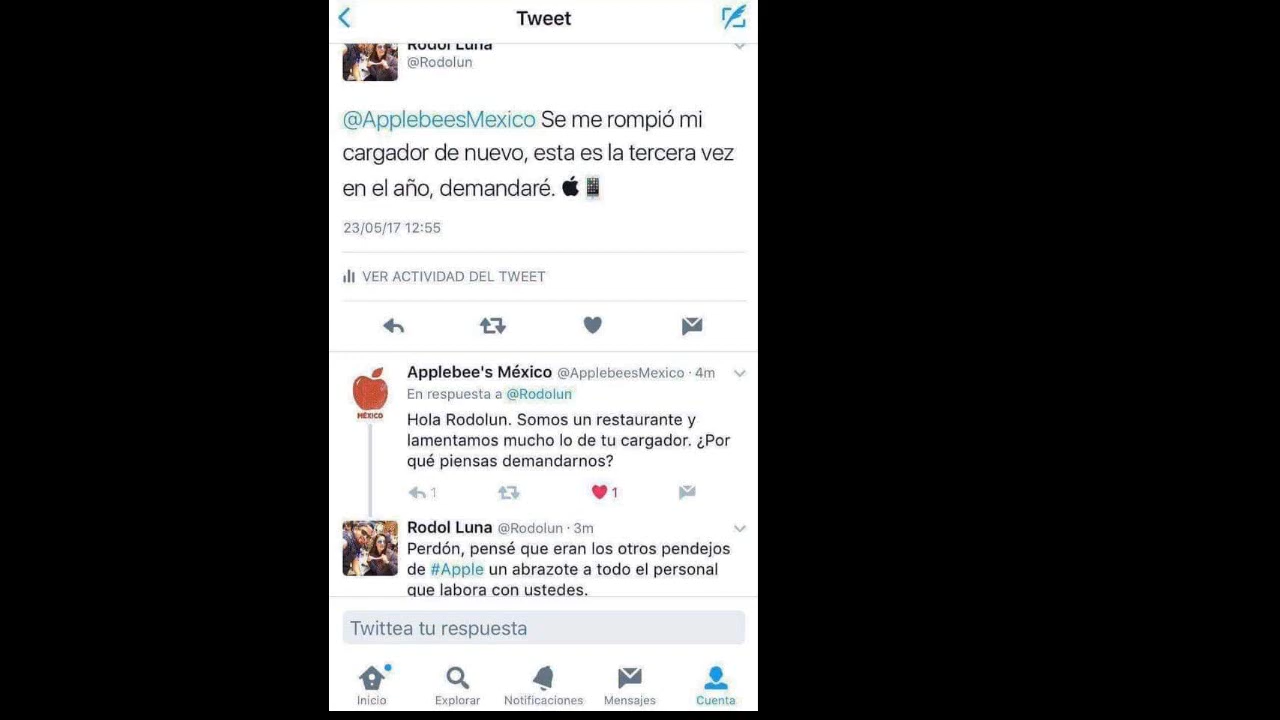 Tweet
Rodol Luna
@Rodolun
@ApplebeesMexico Se me rompió mi
cargador de nuevo, esta es la tercera vez
en el año, demandaré.
23/05/17 12:55
VER ACTIVIDAD DEL TWEET
Applebee's México @ApplebeesMexico · 4m
En respuesta a @Rodolun
MÉXICO
Hola Rodolun. Somos un restaurante y
lamentamos mucho lo de tu cargador. ¿Por
qué piensas demandarnos?
1 1
Rodol Luna @Rodolun · 3m
Perdón, pensé que eran los otros pendejos
de #Apple un abrazote a todo el personal
que labora con ustedes.
Twittea tu respuesta
Inicio Explorar Notificaciones Mensajes Cuenta